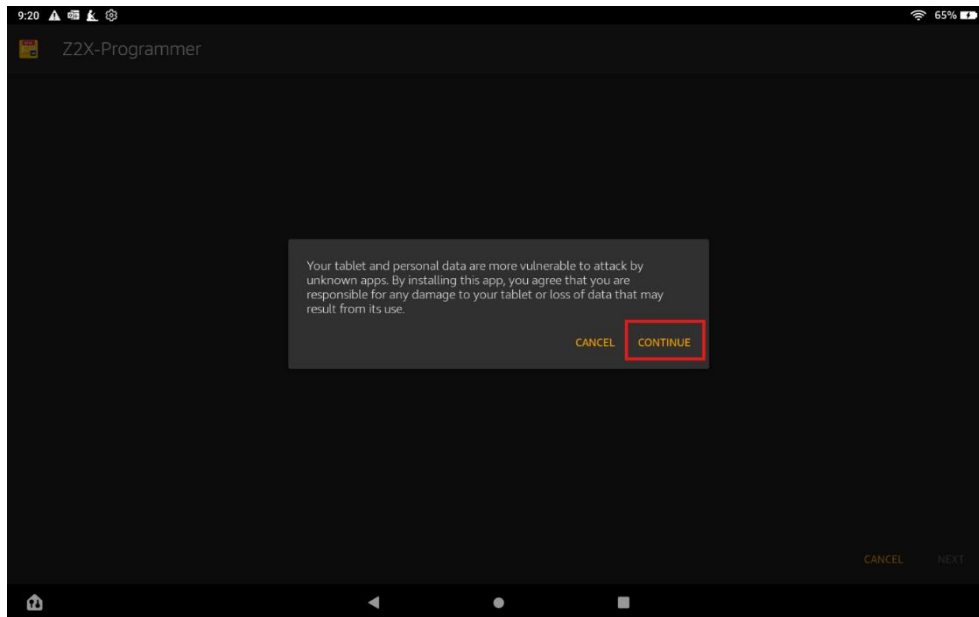 9:20
65%
Z2X-Programmer
Your tablet and personal data are more vulnerable to attack by
unknown apps. By installing this app, you agree that you are
responsible for any damage to your tablet or loss of data that may
result from its use.
CANCEL CONTINUE
CANCEL NEXT